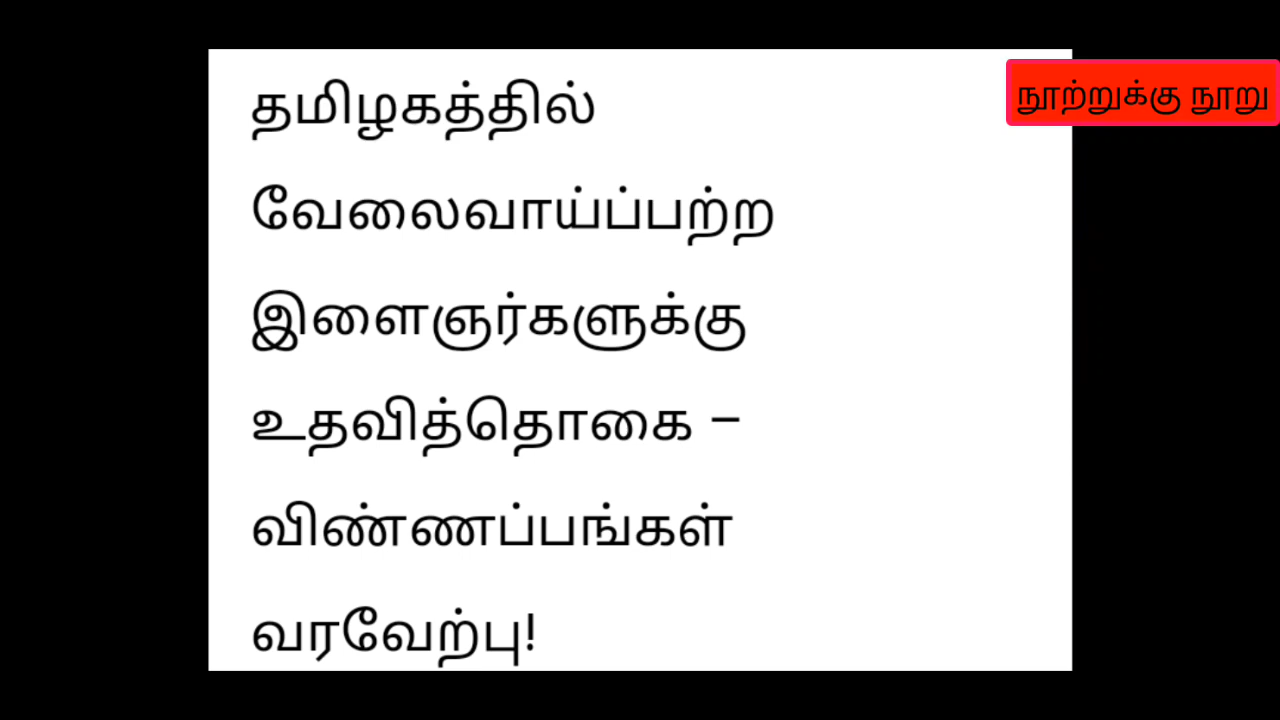 தமிழகத்தில்
நூற்றுக்கு நூறு
வேலைவாய்ப்பற்ற
இளைஞர்களுக்கு
உதவித்தொகை –
விண்ணப்பங்கள்
வரவேற்பு!